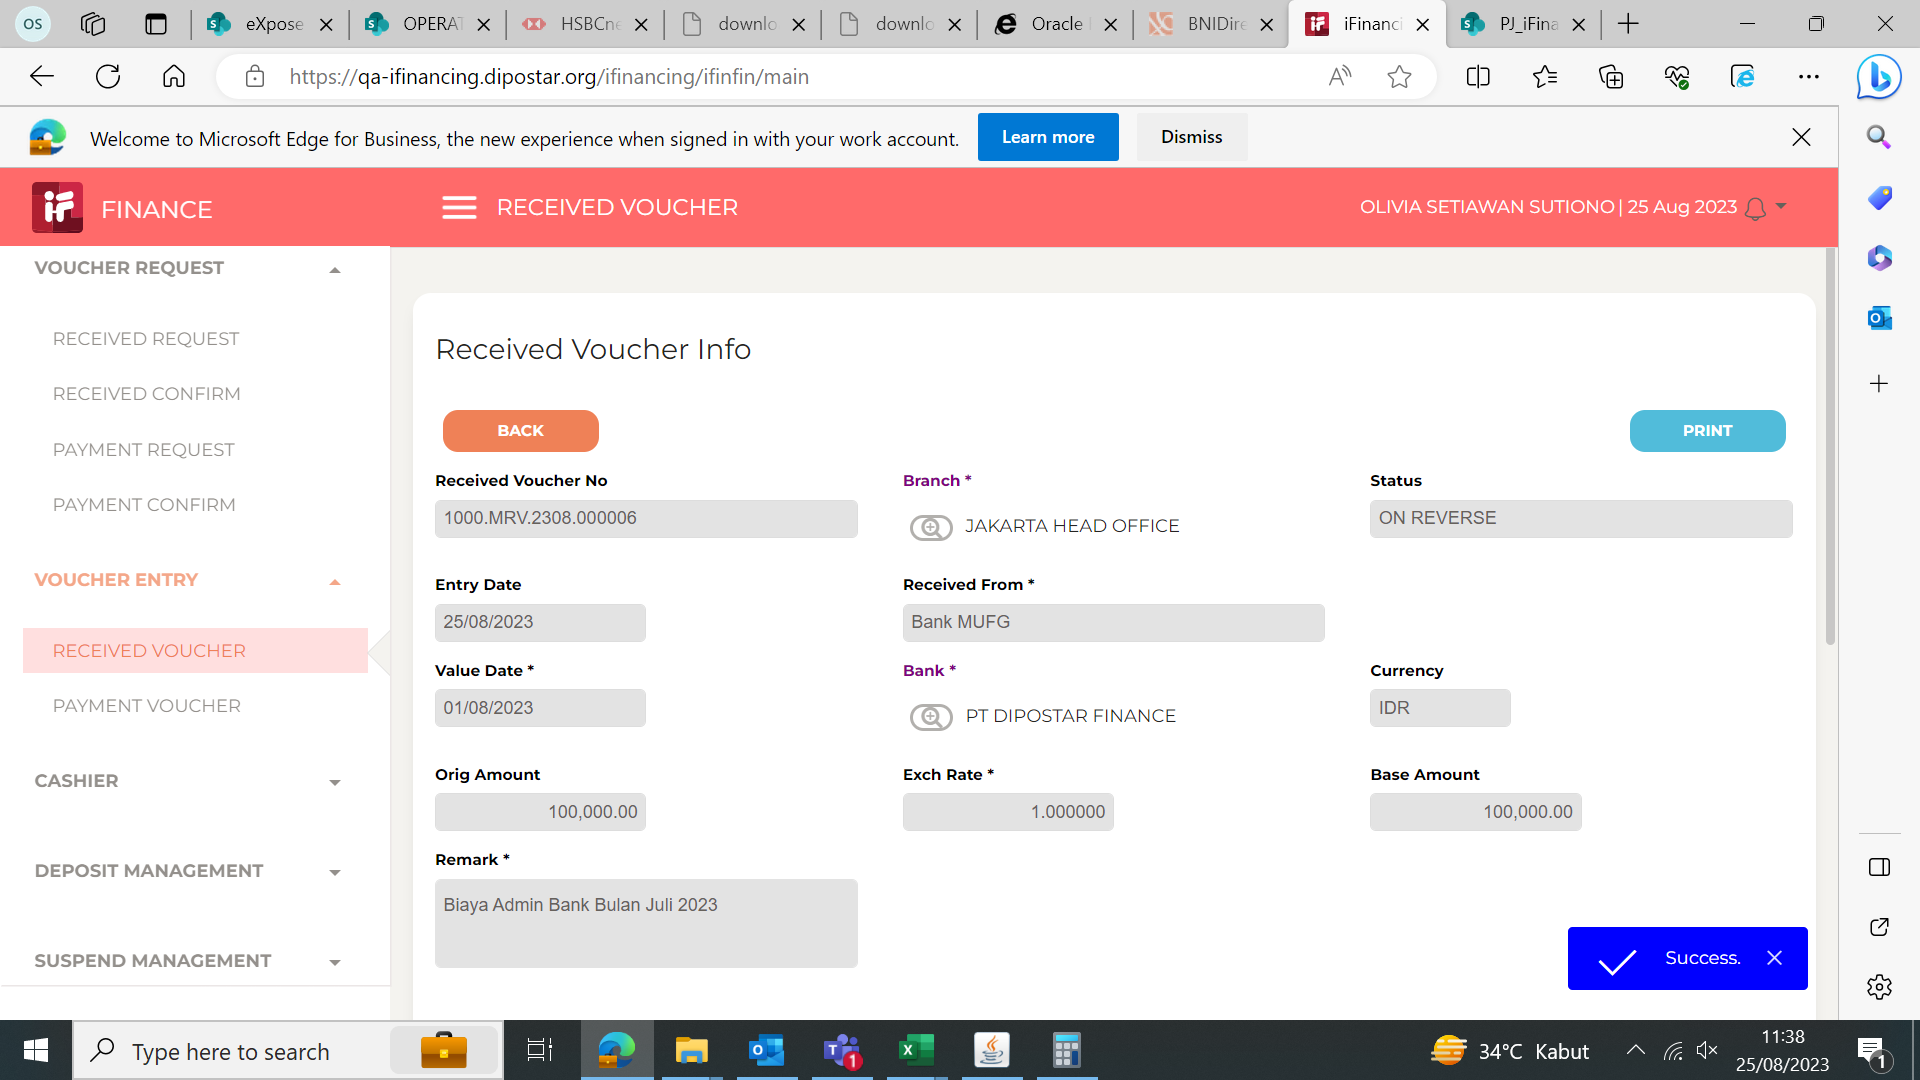 OS
eXpose
OPERAT
HSBCne
downlo
downlo
Oracle
BNIDire
iFinanci
PJ_iFina
https://qa-ifinancing.dipostar.org/ifinancing/ifinfin/main
Welcome to Microsoft Edge for Business, the new experience when signed in with your work account.
Learn more
Dismiss
iF
FINANCE
RECEIVED VOUCHER
OLIVIA SETIAWAN SUTIONO | 25 Aug 2023
VOUCHER REQUEST
RECEIVED REQUEST
RECEIVED CONFIRM
PAYMENT REQUEST
PAYMENT CONFIRM
VOUCHER ENTRY
RECEIVED VOUCHER
PAYMENT VOUCHER
CASHIER
DEPOSIT MANAGEMENT
SUSPEND MANAGEMENT
Received Voucher Info
BACK
PRINT
Received Voucher No
Branch *
Status
1000.MRV.2308.000006
JAKARTA HEAD OFFICE
ON REVERSE
Entry Date
Received From *
25/08/2023
Bank MUFG
Value Date *
Bank *
Currency
01/08/2023
PT DIPOSTAR FINANCE
IDR
Orig Amount
Exch Rate *
Base Amount
100,000.00
1.000000
100,000.00
Remark *
Biaya Admin Bank Bulan Juli 2023
Success.
Type here to search
1
34°C Kabut
11:38
25/08/2023
1